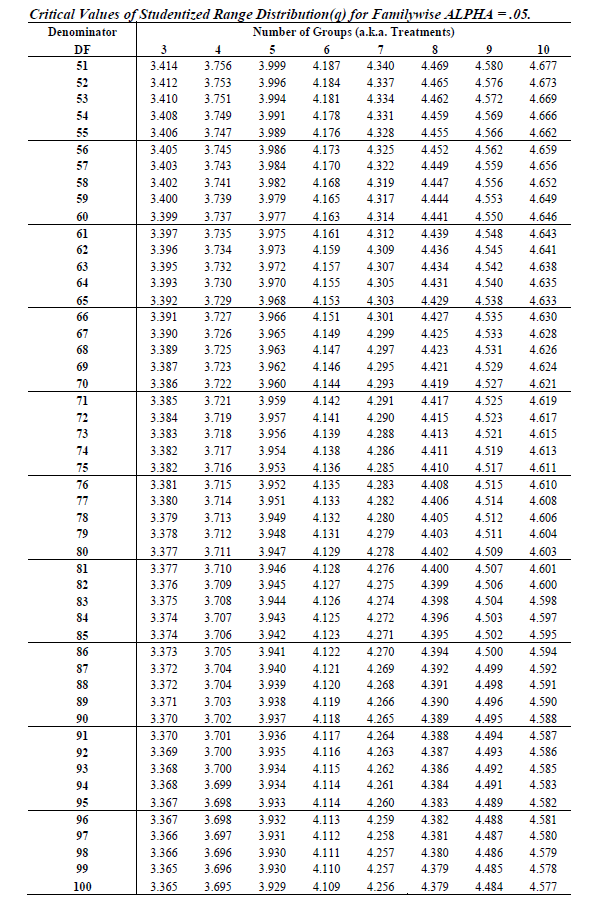 Critical Values of Studentized Range Distribution(q) for Familywise ALPHA = .05.
Denominator Number of Groups (a.k.a. Treatments)
DF 3 4 5 6 7 8 9 10
51 3.414 3.756 3.999 4.187 4.340 4.469 4.580 4.677
52 3.412 3.753 3.996 4.184 4.337 4.465 4.576 4.673
53 3.410 3.751 3.994 4.181 4.334 4.462 4.572 4.669
54 3.408 3.749 3.991 4.178 4.331 4.459 4.569 4.666
55 3.406 3.747 3.989 4.176 4.328 4.455 4.566 4.662
56 3.405 3.745 3.986 4.173 4.325 4.452 4.562 4.659
57 3.403 3.743 3.984 4.170 4.322 4.449 4.559 4.656
58 3.402 3.741 3.982 4.168 4.319 4.447 4.556 4.652
59 3.400 3.739 3.979 4.165 4.317 4.444 4.553 4.649
60 3.399 3.737 3.977 4.163 4.314 4.441 4.550 4.646
61 3.397 3.735 3.975 4.161 4.312 4.439 4.548 4.643
62 3.396 3.734 3.973 4.159 4.309 4.436 4.545 4.641
63 3.395 3.732 3.972 4.157 4.307 4.434 4.542 4.638
64 3.393 3.730 3.970 4.155 4.305 4.431 4.540 4.635
65 3.392 3.729 3.968 4.153 4.303 4.429 4.538 4.633
66 3.391 3.727 3.966 4.151 4.301 4.427 4.535 4.630
67 3.390 3.726 3.965 4.149 4.299 4.425 4.533 4.628
68 3.389 3.725 3.963 4.147 4.297 4.423 4.531 4.626
69 3.387 3.723 3.962 4.146 4.295 4.421 4.529 4.624
70 3.386 3.722 3.960 4.144 4.293 4.419 4.527 4.621
71 3.385 3.721 3.959 4.142 4.291 4.417 4.525 4.619
72 3.384 3.719 3.957 4.141 4.290 4.415 4.523 4.617
73 3.383 3.718 3.956 4.139 4.288 4.413 4.521 4.615
74 3.382 3.717 3.954 4.138 4.286 4.411 4.519 4.613
75 3.382 3.716 3.953 4.136 4.285 4.410 4.517 4.611
76 3.381 3.715 3.952 4.135 4.283 4.408 4.515 4.610
77 3.380 3.714 3.951 4.133 4.282 4.406 4.514 4.608
78 3.379 3.713 3.949 4.132 4.280 4.405 4.512 4.606
79 3.378 3.712 3.948 4.131 4.279 4.403 4.511 4.604
80 3.377 3.711 3.947 4.129 4.278 4.402 4.509 4.603
81 3.377 3.710 3.946 4.128 4.276 4.400 4.507 4.601
82 3.376 3.709 3.945 4.127 4.275 4.399 4.506 4.600
83 3.375 3.708 3.944 4.126 4.274 4.398 4.504 4.598
84 3.374 3.707 3.943 4.125 4.272 4.396 4.503 4.597
85 3.374 3.706 3.942 4.123 4.271 4.395 4.502 4.595
86 3.373 3.705 3.941 4.122 4.270 4.394 4.500 4.594
87 3.372 3.704 3.940 4.121 4.269 4.392 4.499 4.592
88 3.372 3.704 3.939 4.120 4.268 4.391 4.498 4.591
89 3.371 3.703 3.938 4.119 4.266 4.390 4.496 4.590
90 3.370 3.702 3.937 4.118 4.265 4.389 4.495 4.588
91 3.370 3.701 3.936 4.117 4.264 4.388 4.494 4.587
92 3.369 3.700 3.935 4.116 4.263 4.387 4.493 4.586
93 3.368 3.700 3.934 4.115 4.262 4.386 4.492 4.585
94 3.368 3.699 3.934 4.114 4.261 4.384 4.491 4.583
95 3.367 3.698 3.933 4.114 4.260 4.383 4.489 4.582
96 3.367 3.698 3.932 4.113 4.259 4.382 4.488 4.581
97 3.366 3.697 3.931 4.112 4.258 4.381 4.487 4.580
98 3.366 3.696 3.930 4.111 4.257 4.380 4.486 4.579
99 3.365 3.696 3.930 4.110 4.257 4.379 4.485 4.578
100 3.365 3.695 3.929 4.109 4.256 4.379 4.484 4.577